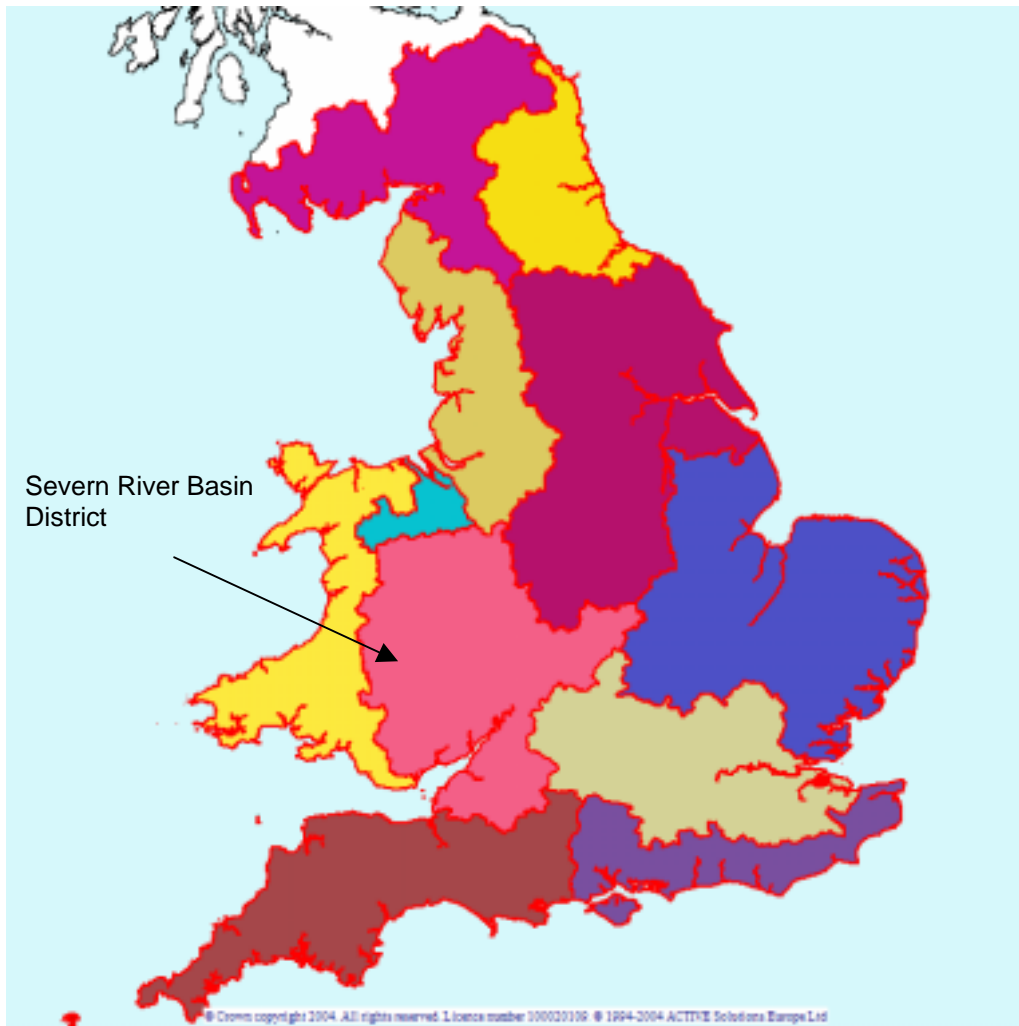 Severn River Basin
District
© Crown copyright 2004. All rights reserved. Licence number 100020109. © 1994-2004 ACTIVE Solutions Europe Ltd